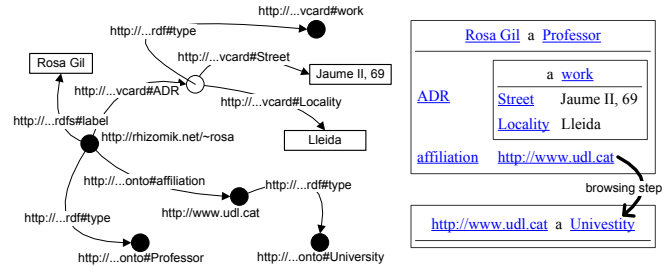 http://...vcard#work
http://...rdf#type
http://...vcard#Street
Rosa Gil
Jaume II, 69
http://...vcard#ADR
http://...vcard#Locality
http://...rdfs#label
Lleida
http://rhizomik.net/~rosa
http://...onto#affiliation
http://...rdf#type
http://www.udl.cat
http://...rdf#type
http://...onto#Professor
http://...onto#University
Rosa Gil a Professor
a work
ADR
Street Jaume II, 69
Locality Lleida
affiliation http://www.udl.cat
browsing step
http://www.udl.cat a Univestity